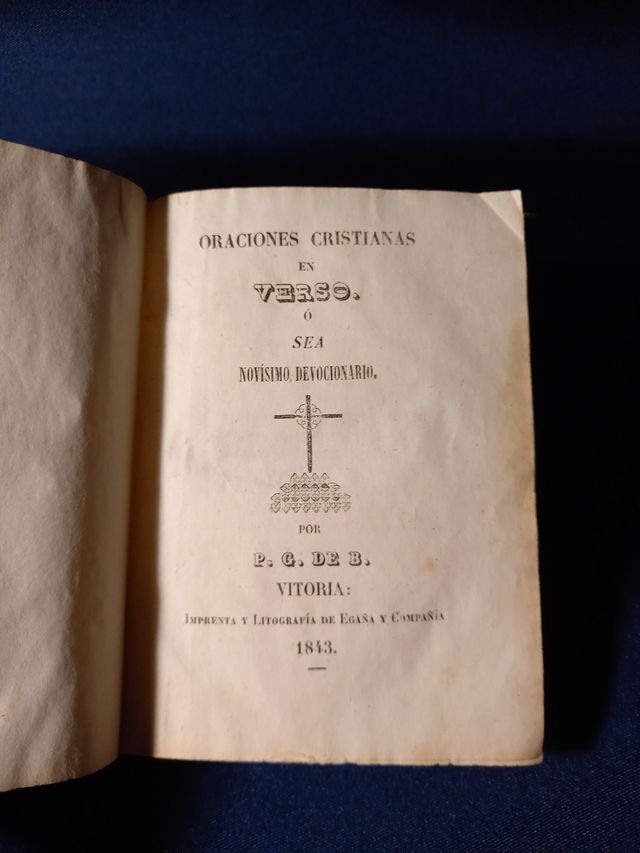 ORACIONES CRISTIANAS
EN
VERSO.
Ó
SEA
NOVÍSIMO DEVOCIONARIO.
POR
P. G. DE B.
VITORIA:
IMPRENTA Y LITOGRAFÍA DE EGAÑA Y COMPAÑÍA
1843.